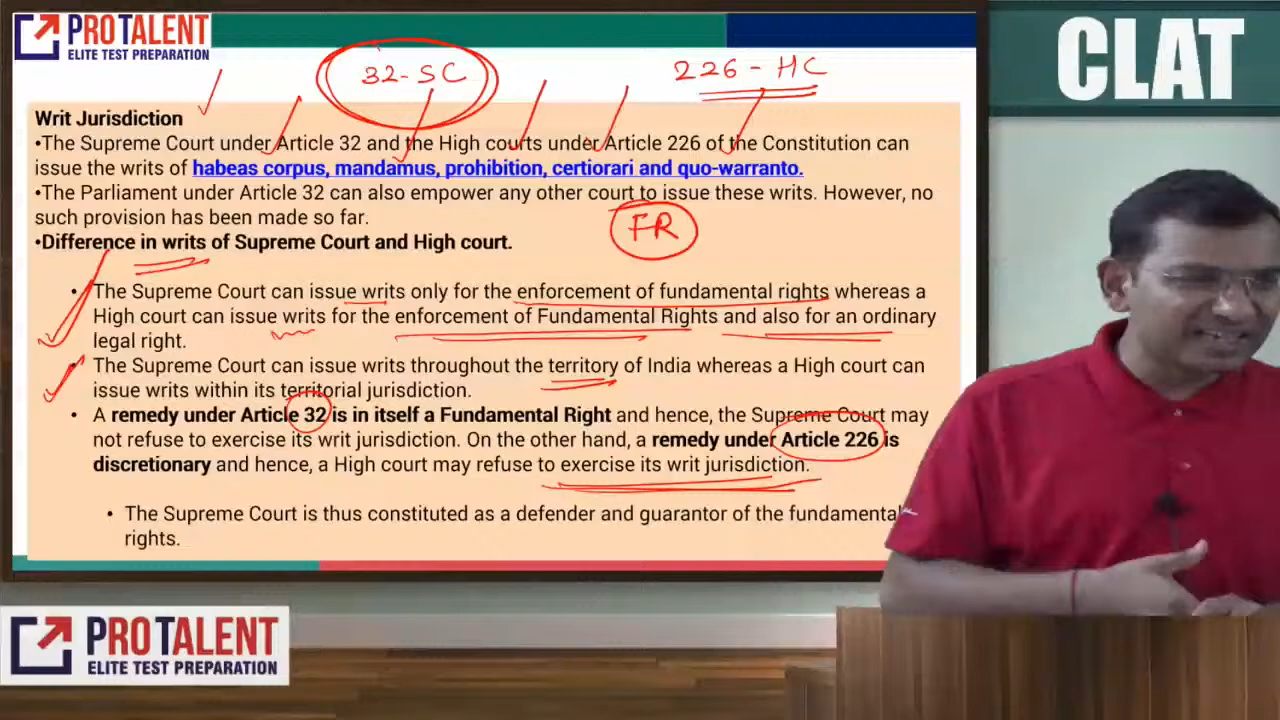 PROTALENT
ELITE TEST PREPARATION
CLAT
32-SC
226-HC
Writ Jurisdiction
•The Supreme Court under Article 32 and the High courts under Article 226 of the Constitution can
issue the writs of habeas corpus, mandamus, prohibition, certiorari and quo-warranto.
•The Parliament under Article 32 can also empower any other court to issue these writs. However, no
such provision has been made so far.
FR
•Difference in writs of Supreme Court and High court.
• The Supreme Court can issue writs only for the enforcement of fundamental rights whereas a
High court can issue writs for the enforcement of Fundamental Rights and also for an ordinary
legal right.
• The Supreme Court can issue writs throughout the territory of India whereas a High court can
issue writs within its territorial jurisdiction.
• A remedy under Article 32 is in itself a Fundamental Right and hence, the Supreme Court may
not refuse to exercise its writ jurisdiction. On the other hand, a remedy under Article 226 is
discretionary and hence, a High court may refuse to exercise its writ jurisdiction.
• The Supreme Court is thus constituted as a defender and guarantor of the fundamental
rights.
PROTALENT
ELITE TEST PREPARATION